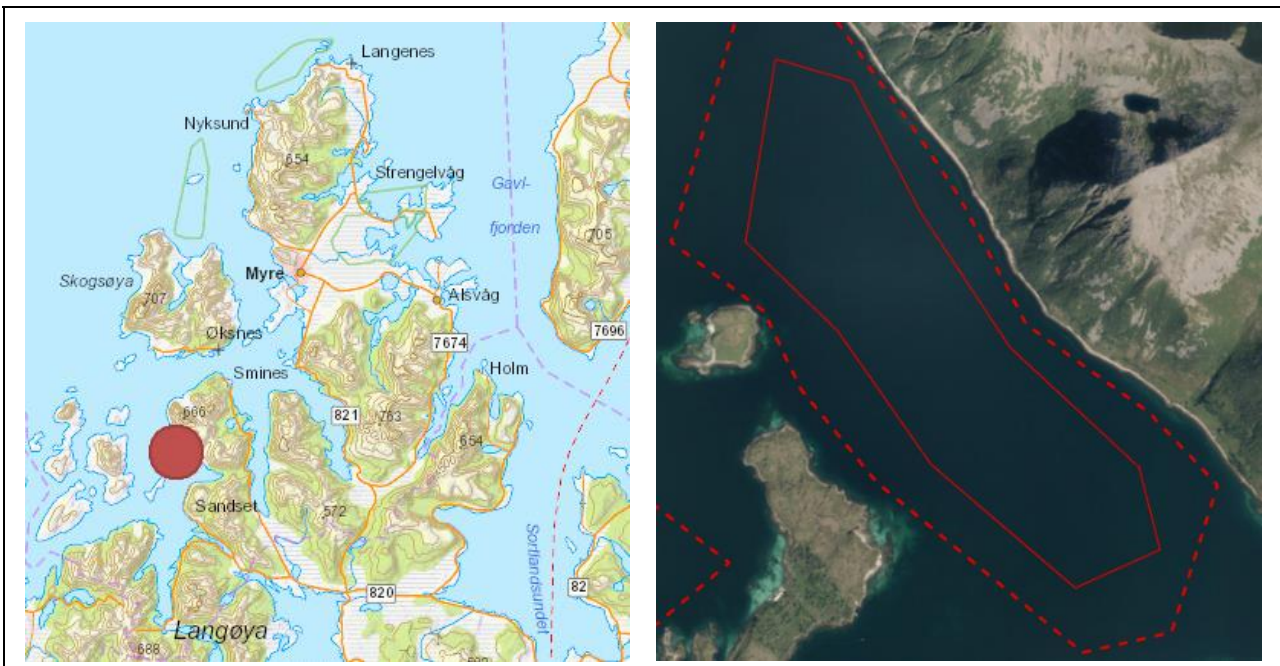 Langenes
Nyksund
654
Strengelvåg
Gavl-
fjorden
705
Skogsøya
Myre
707
Alsvåg
Øksnes
7696
7674
Smines
Holm
666
821
763
654
Sandset
572
Sortlandsundet
820
82
Langøya
688